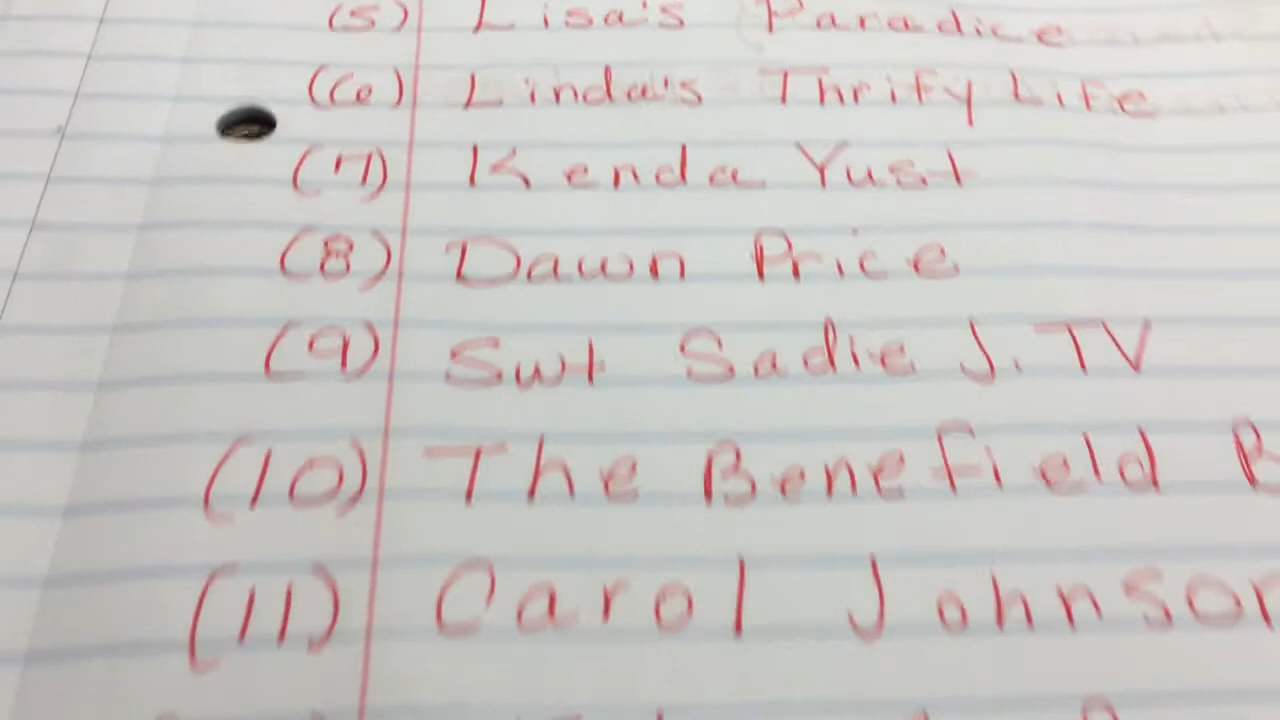 (5) Lisa's Paradice
(6) Linda's Thrify Life
(7) Kenda Yust
(8) Dawn Price
(9) Swt Sadie J. TV
(10) The Benefield
(11) Carol Johnson